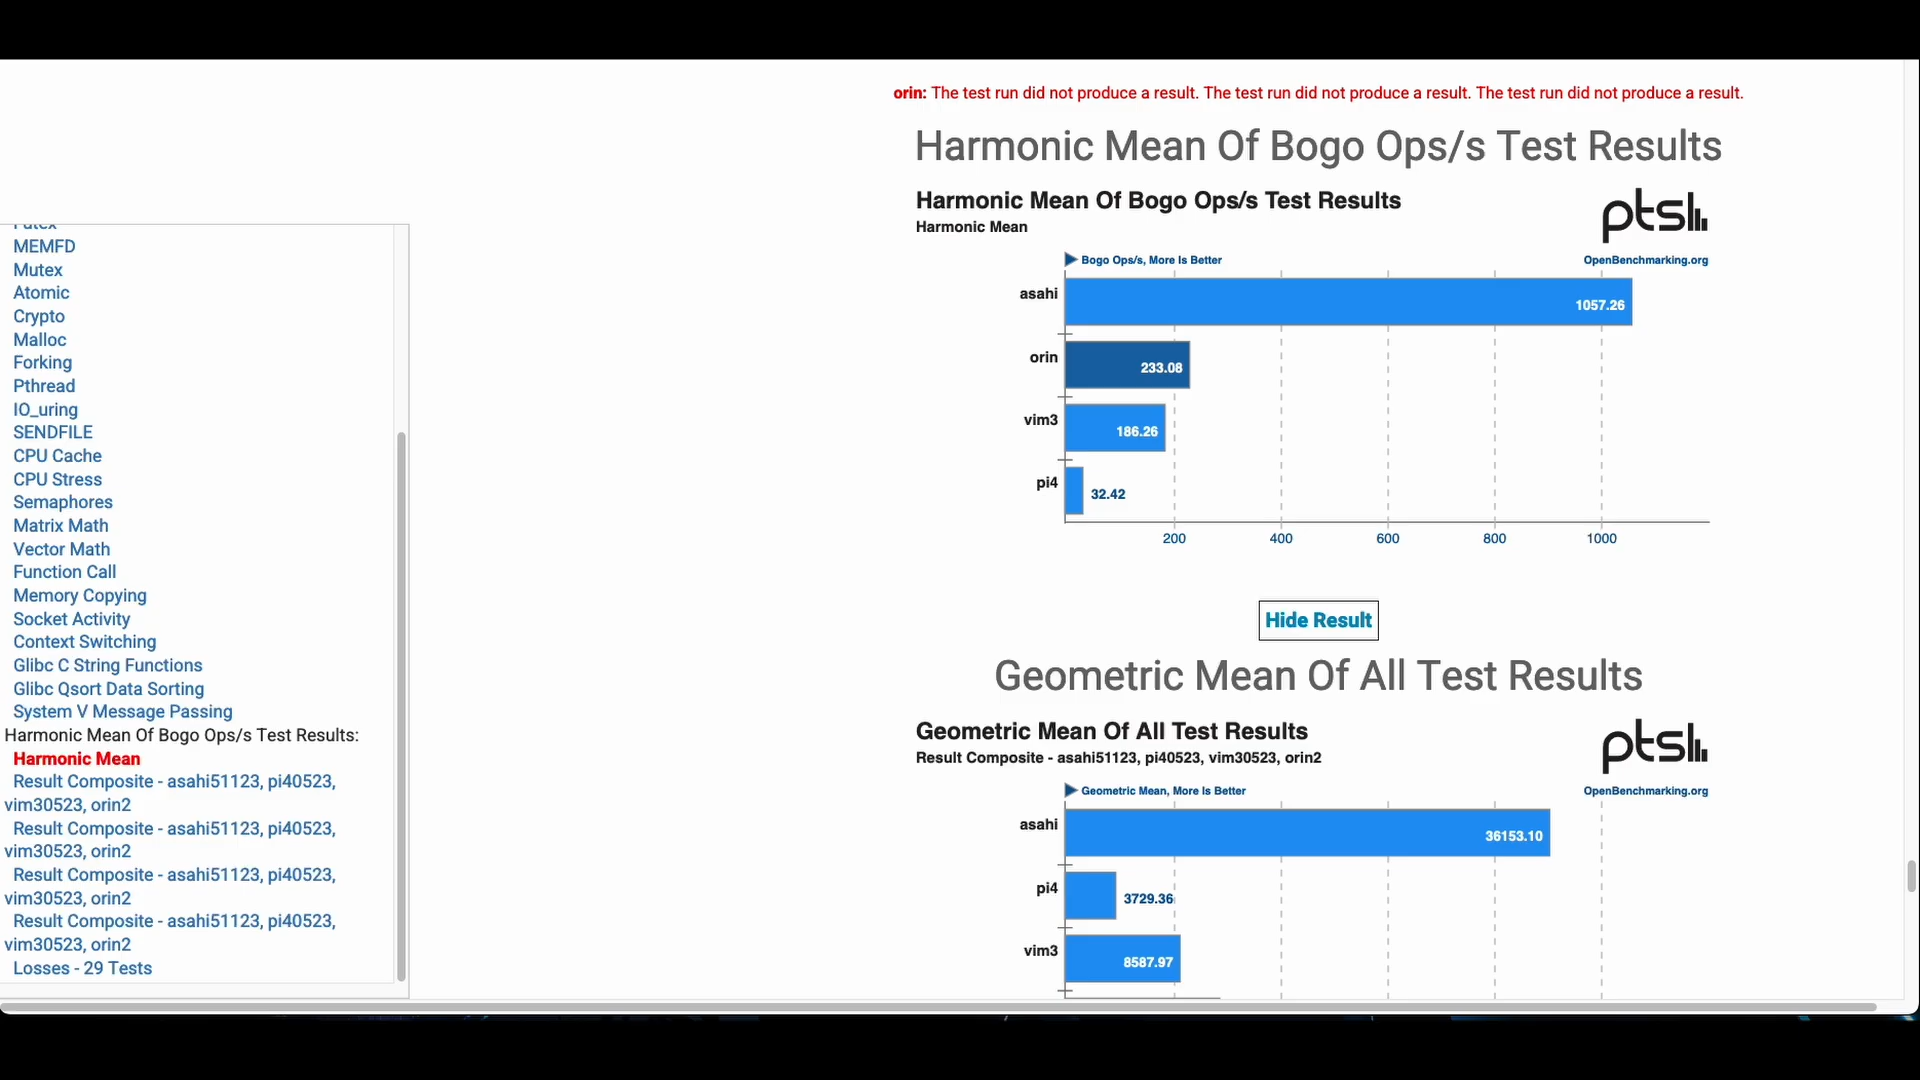 orin: The test run did not produce a result. The test run did not produce a result. The test run did not produce a result.
Harmonic Mean Of Bogo Ops/s Test Results
Harmonic Mean Of Bogo Ops/s Test Results
Harmonic Mean
ptsl
Bogo Ops/s, More Is Better
OpenBenchmarking.org
asahi
1057.26
orin
233.08
vim3
186.26
pi4
32.42
200 400 600 800 1000
Hide Result
Geometric Mean Of All Test Results
Geometric Mean Of All Test Results
Result Composite - asahi51123, pi40523, vim30523, orin2
ptsl
Geometric Mean, More Is Better
OpenBenchmarking.org
asahi
36153.10
pi4
3729.36
vim3
8587.97
Futex
MEMFD
Mutex
Atomic
Crypto
Malloc
Forking
Pthread
IO_uring
SENDFILE
CPU Cache
CPU Stress
Semaphores
Matrix Math
Vector Math
Function Call
Memory Copying
Socket Activity
Context Switching
Glibc C String Functions
Glibc Qsort Data Sorting
System V Message Passing
Harmonic Mean Of Bogo Ops/s Test Results:
Harmonic Mean
Result Composite - asahi51123, pi40523,
vim30523, orin2
Result Composite - asahi51123, pi40523,
vim30523, orin2
Result Composite - asahi51123, pi40523,
vim30523, orin2
Result Composite - asahi51123, pi40523,
vim30523, orin2
Losses - 29 Tests